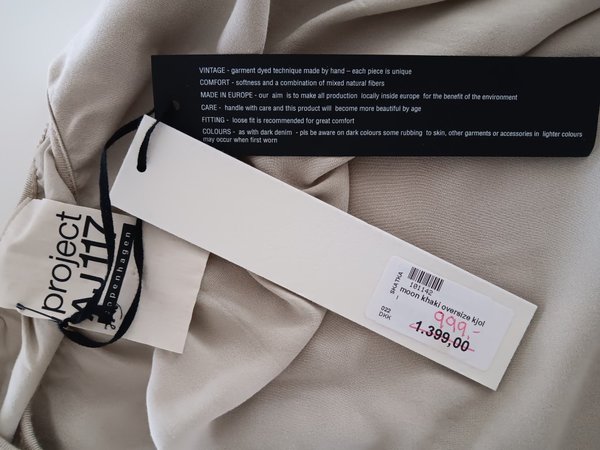 VINTAGE - garment dyed technique made by hand – each piece is unique
COMFORT - softness and a combination of mixed natural fibers
MADE IN EUROPE - our aim is to make all production locally inside europe for the benefit of the environment
CARE - handle with care and this product will become more beautiful by age
FITTING - loose fit is recommended for great comfort
COLOURS - as with dark denim - pls be aware on dark colours some rubbing to skin, other garments or accessories in lighter colours
may occur when first worn
project
AJ117
copenhagen
SKATKA
I
101142
moon khaki oversize kjol
022
DKK
999,-
1.399,00